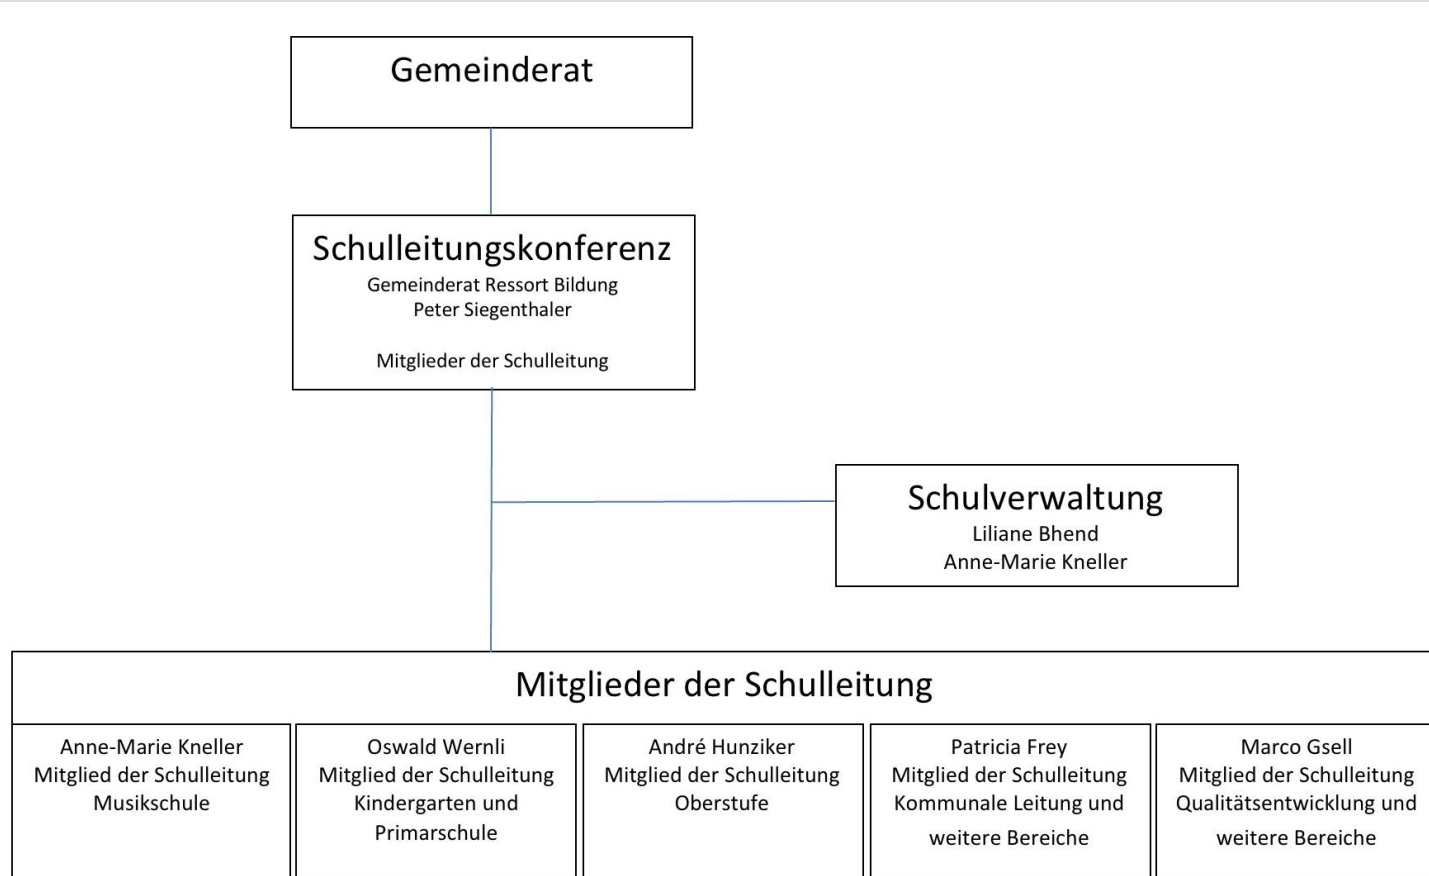 Gemeinderat
Schulleitungskonferenz
Gemeinderat Ressort Bildung
Peter Siegenthaler
Mitglieder der Schulleitung
Schulverwaltung
Liliane Bhend
Anne-Marie Kneller
Mitglieder der Schulleitung
Anne-Marie Kneller
Mitglied der Schulleitung
Musikschule
Oswald Wernli
Mitglied der Schulleitung
Kindergarten und
Primarschule
André Hunziker
Mitglied der Schulleitung
Oberstufe
Patricia Frey
Mitglied der Schulleitung
Kommunale Leitung und
weitere Bereiche
Marco Gsell
Mitglied der Schulleitung
Qualitätsentwicklung und
weitere Bereiche